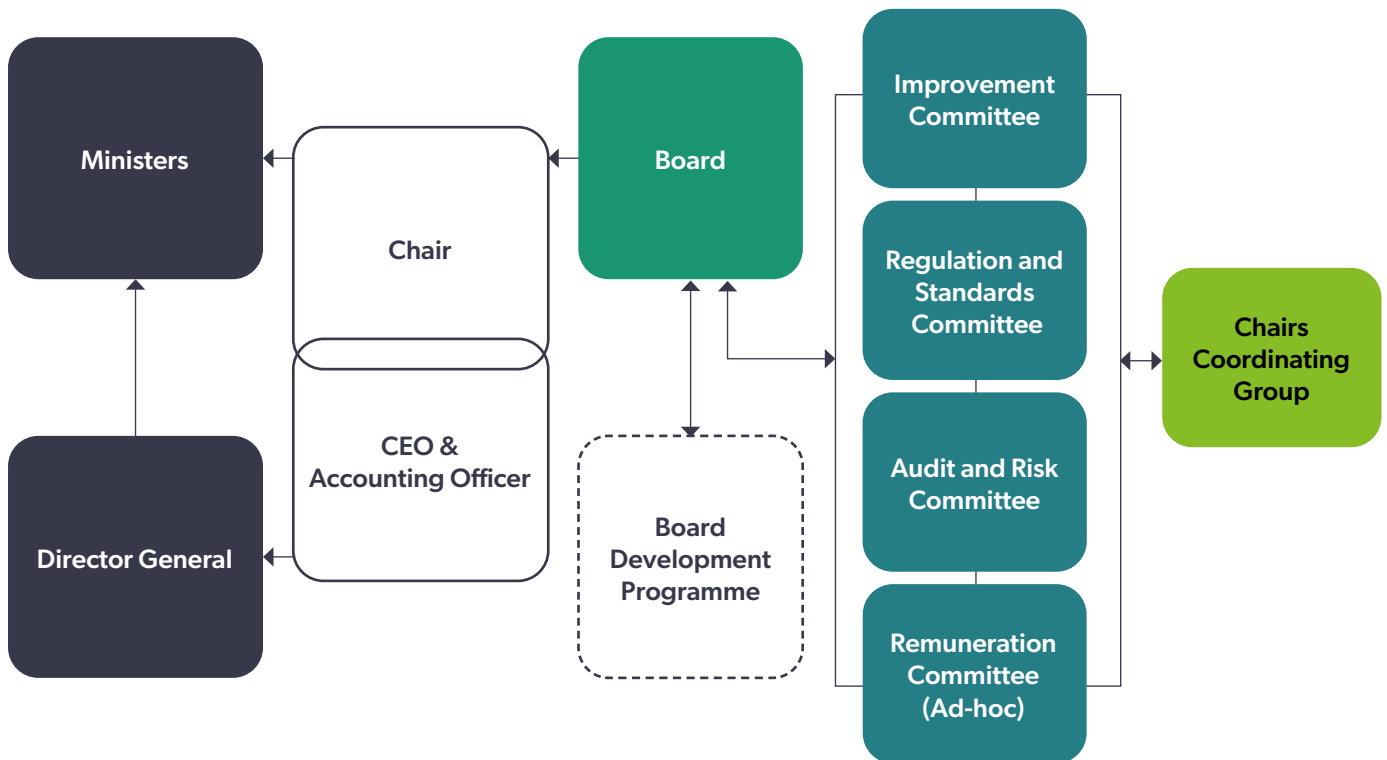 Ministers
Chair
CEO &
Accounting Officer
Director General
Board
Board
Development
Programme
Improvement
Committee
Regulation and
Standards
Committee
Audit and Risk
Committee
Remuneration
Committee
(Ad-hoc)
Chairs
Coordinating
Group